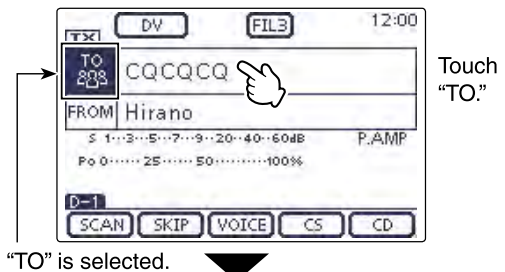 TX DV FIL3 12:00
TO CQCQCQ
Touch
“TO.”
FROM Hirano
S 1···3···5···7···9··20··40··60dB P.AMP
Po 0······25······50··········100%
D-1
SCAN SKIP VOICE CS CD
“TO” is selected.